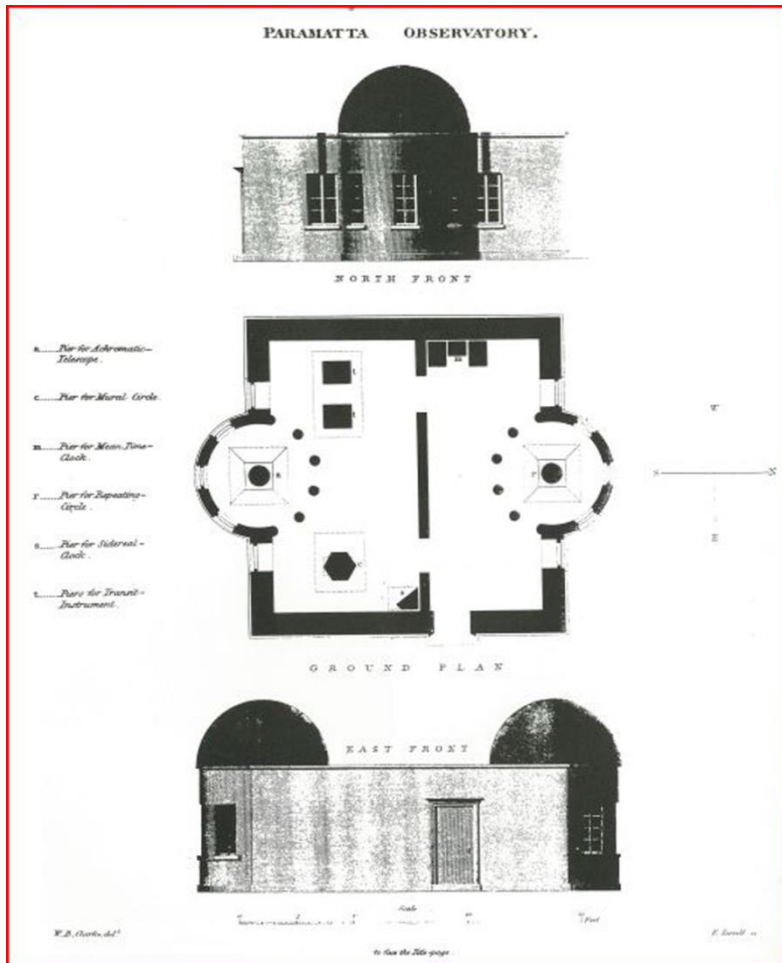 PARAMATTA OBSERVATORY.
NORTH FRONT
a...... Pier for Achromatic-
Telescope.
c...... Pier for Mural Circle.
m...... Pier for Mean Time-
Clock.
r...... Pier for Repeating-
Circle.
s...... Pier for Sidereal-
Clock.
t...... Piers for Transit-
Instrument.
m
W
S N
E
GROUND PLAN
EAST FRONT
Scale
Feet
W.B. Clarke, delt.
to face the Title-page.